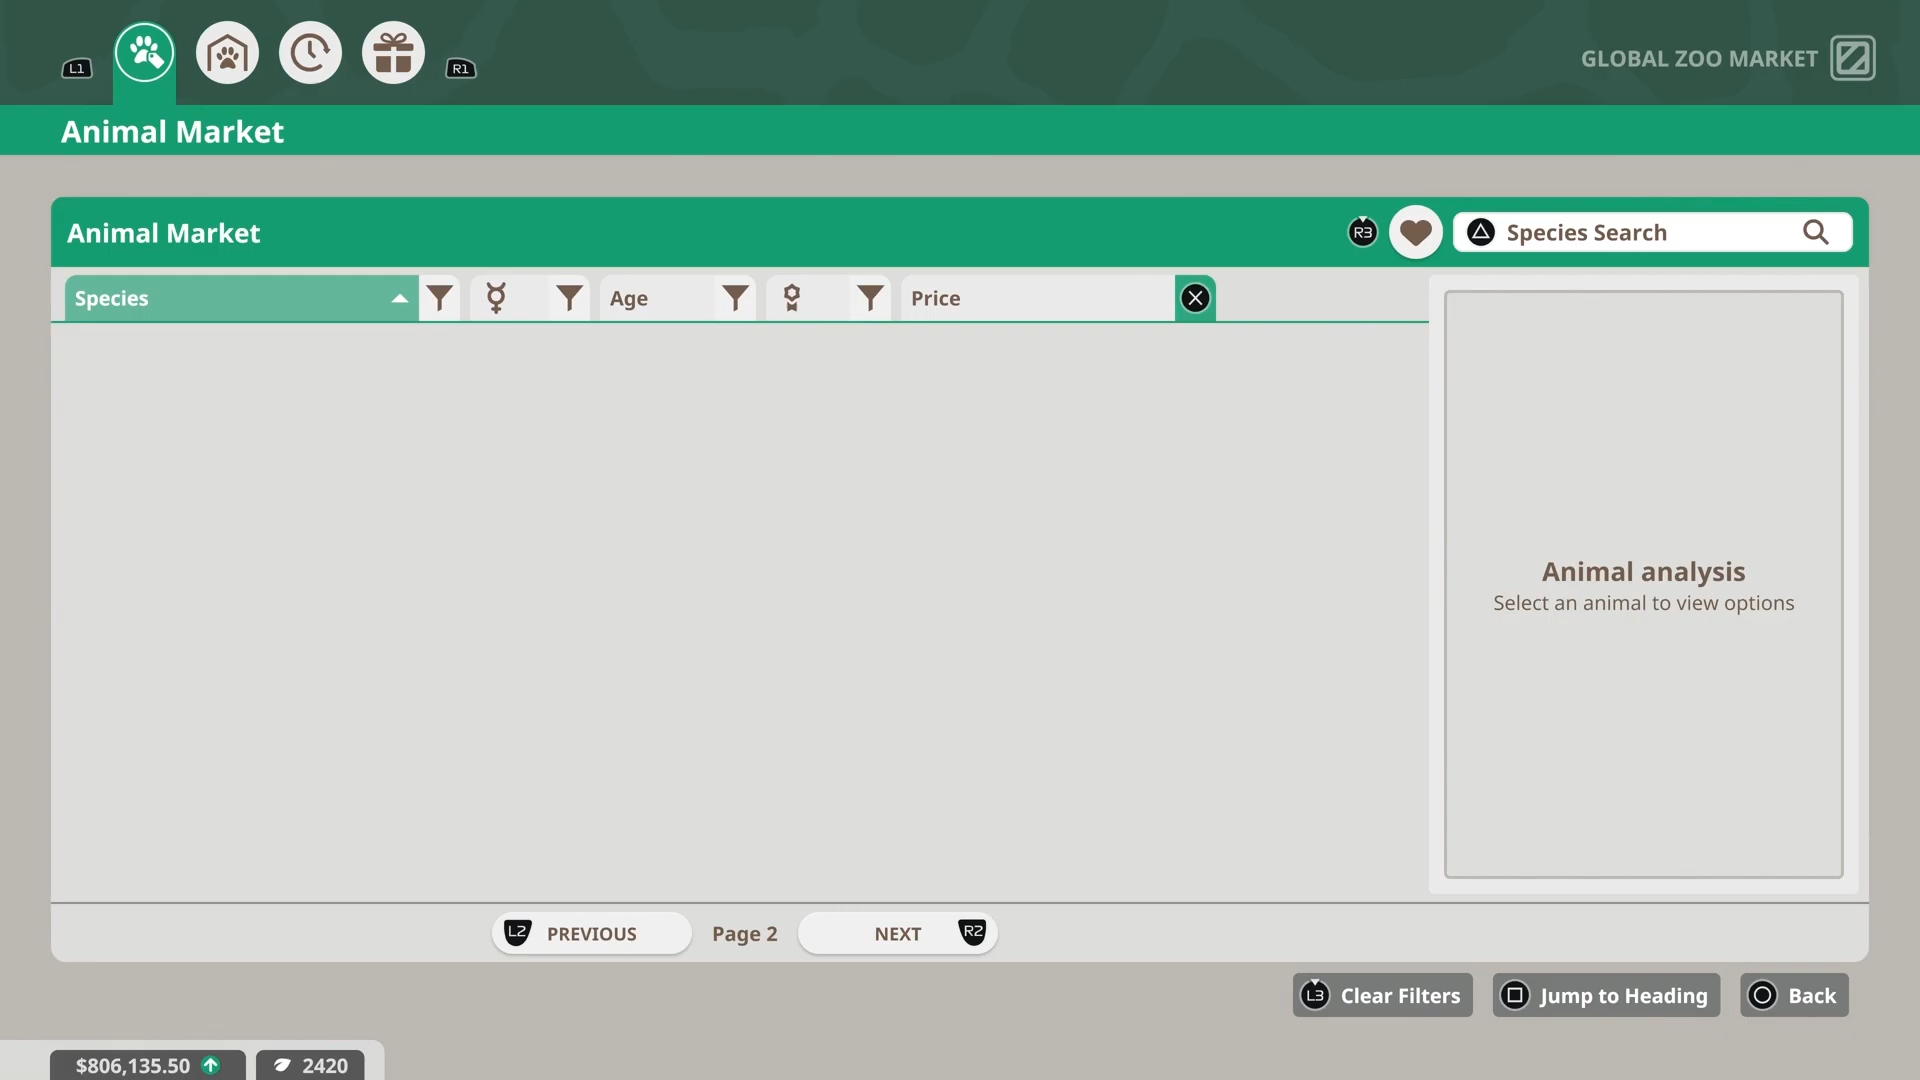 L1
R1
GLOBAL ZOO MARKET
Animal Market
Animal Market
R3
Species Search
Species
Age
Price
Animal analysis
Select an animal to view options
L2 PREVIOUS
Page 2
NEXT R2
L3 Clear Filters
Jump to Heading
Back
$806,135.50
2420